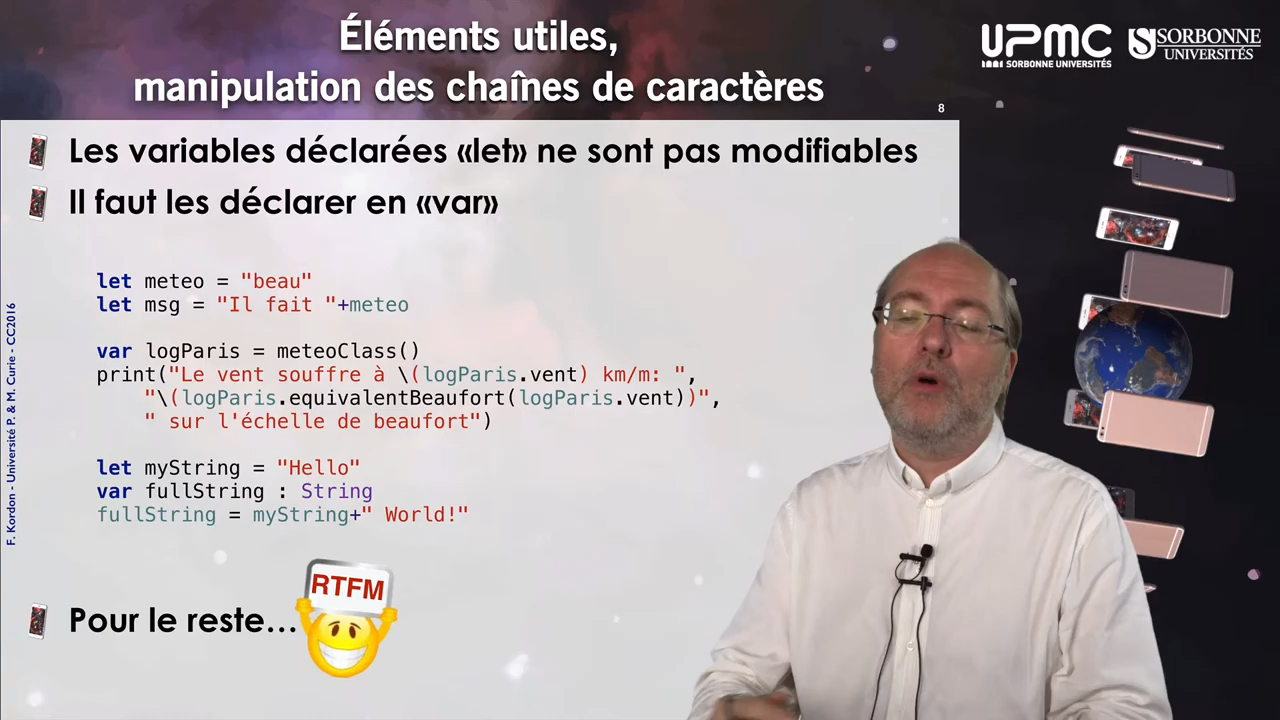 Éléments utiles,
manipulation des chaînes de caractères
UPMC
SORBONNE UNIVERSITÉS
SORBONNE
UNIVERSITÉS
8
Les variables déclarées «let» ne sont pas modifiables
Il faut les déclarer en «var»
let meteo = "beau"
let msg = "Il fait "+meteo
var logParis = meteoClass()
print("Le vent souffre à \(logParis.vent) km/m: ",
"\(logParis.equivalentBeaufort(logParis.vent))",
" sur l'échelle de beaufort")
let myString = "Hello"
var fullString : String
fullString = myString+" World!"
RTFM
Pour le reste…
F. Kordon - Université P. & M. Curie - CC2016